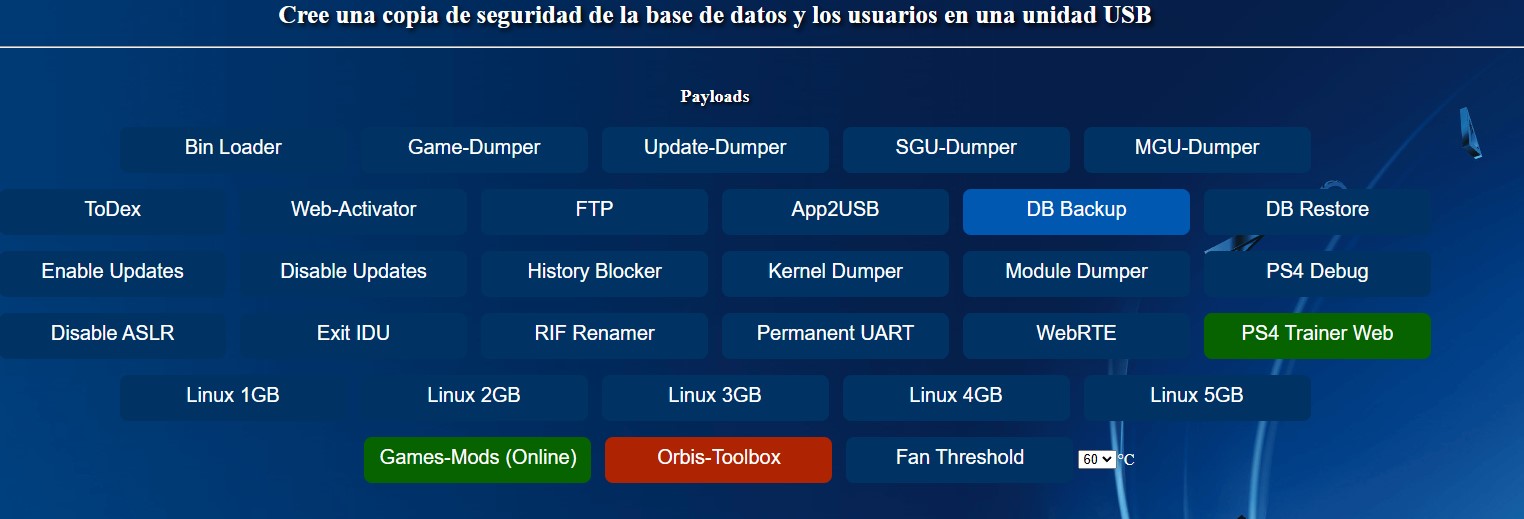 Cree una copia de seguridad de la base de datos y los usuarios en una unidad USB
Payloads
Bin Loader Game-Dumper Update-Dumper SGU-Dumper MGU-Dumper
ToDex Web-Activator FTP App2USB DB Backup DB Restore
Enable Updates Disable Updates History Blocker Kernel Dumper Module Dumper PS4 Debug
Disable ASLR Exit IDU RIF Renamer Permanent UART WebRTE PS4 Trainer Web
Linux 1GB Linux 2GB Linux 3GB Linux 4GB Linux 5GB
Games-Mods (Online) Orbis-Toolbox Fan Threshold 60 °C